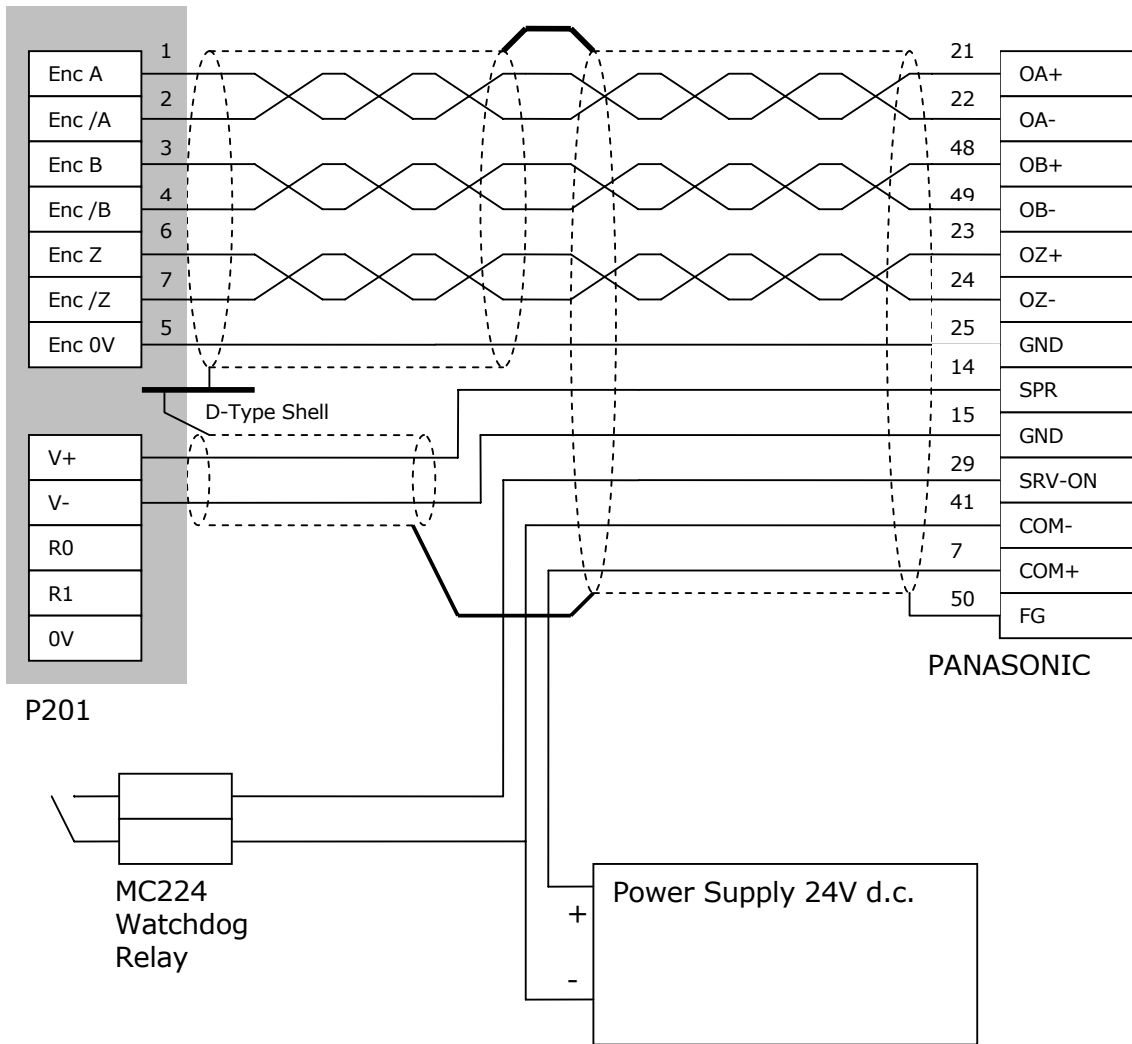 1
Enc A
2
Enc /A
3
Enc B
4
Enc /B
6
Enc Z
7
Enc /Z
5
Enc 0V
D-Type Shell
V+
V-
R0
R1
0V
P201
21
OA+
22
OA-
48
OB+
49
OB-
23
OZ+
24
OZ-
25
GND
14
SPR
15
GND
29
SRV-ON
41
COM-
7
COM+
50
FG
PANASONIC
MC224
Watchdog
Relay
Power Supply 24V d.c.
+
-